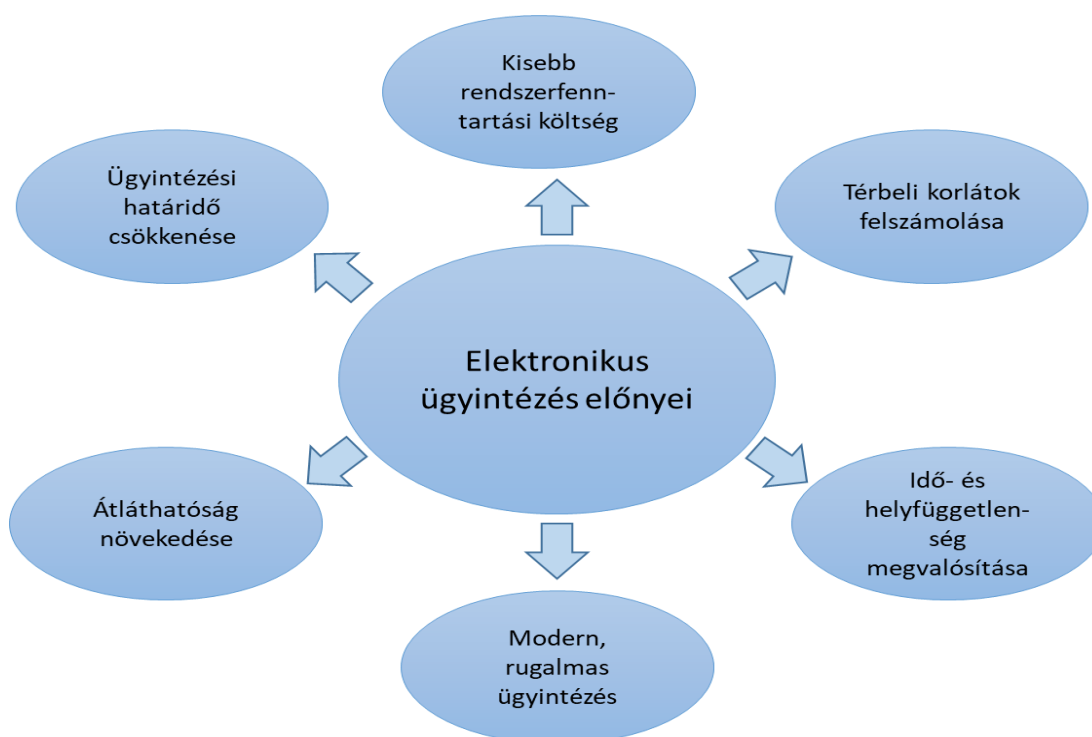 Kisebb
rendszerfenn-
tartási költség
Ügyintézési
határidő
csökkenése
Térbeli korlátok
felszámolása
Elektronikus
ügyintézés előnyei
Átláthatóság
növekedése
Idő- és
helyfüggetlen-
ség
megvalósítása
Modern,
rugalmas
ügyintézés